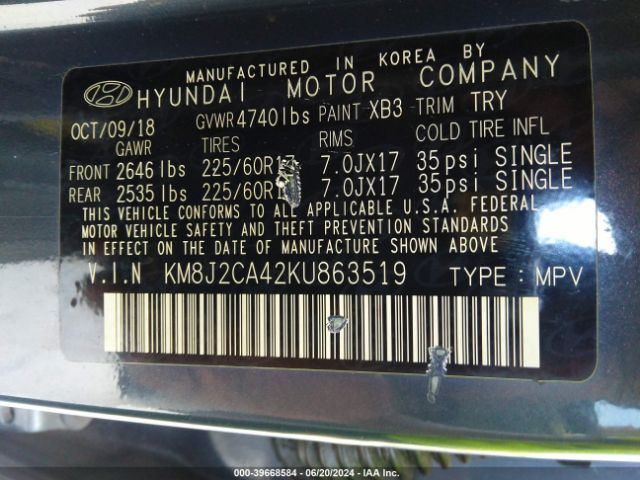 MANUFACTURED IN KOREA BY
HYUNDAI MOTOR COMPANY
OCT/09/18 GVWR 4740lbs PAINT XB3 TRIM TRY
GAWR TIRES RIMS COLD TIRE INFL
FRONT 2646 lbs 225/60R17 7.0JX17 35psi SINGLE
REAR 2535 lbs 225/60R1 7.0JX17 35psi SINGLE
THIS VEHICLE CONFORMS TO ALL APPLICABLE U.S.A. FEDERAL
MOTOR VEHICLE SAFETY AND THEFT PREVENTION STANDARDS
IN EFFECT ON THE DATE OF MANUFACTURE SHOWN ABOVE
V.I.N KM8J2CA42KU863519 TYPE : MPV
000-39668584 | 06/20/2024 | IAA Inc.